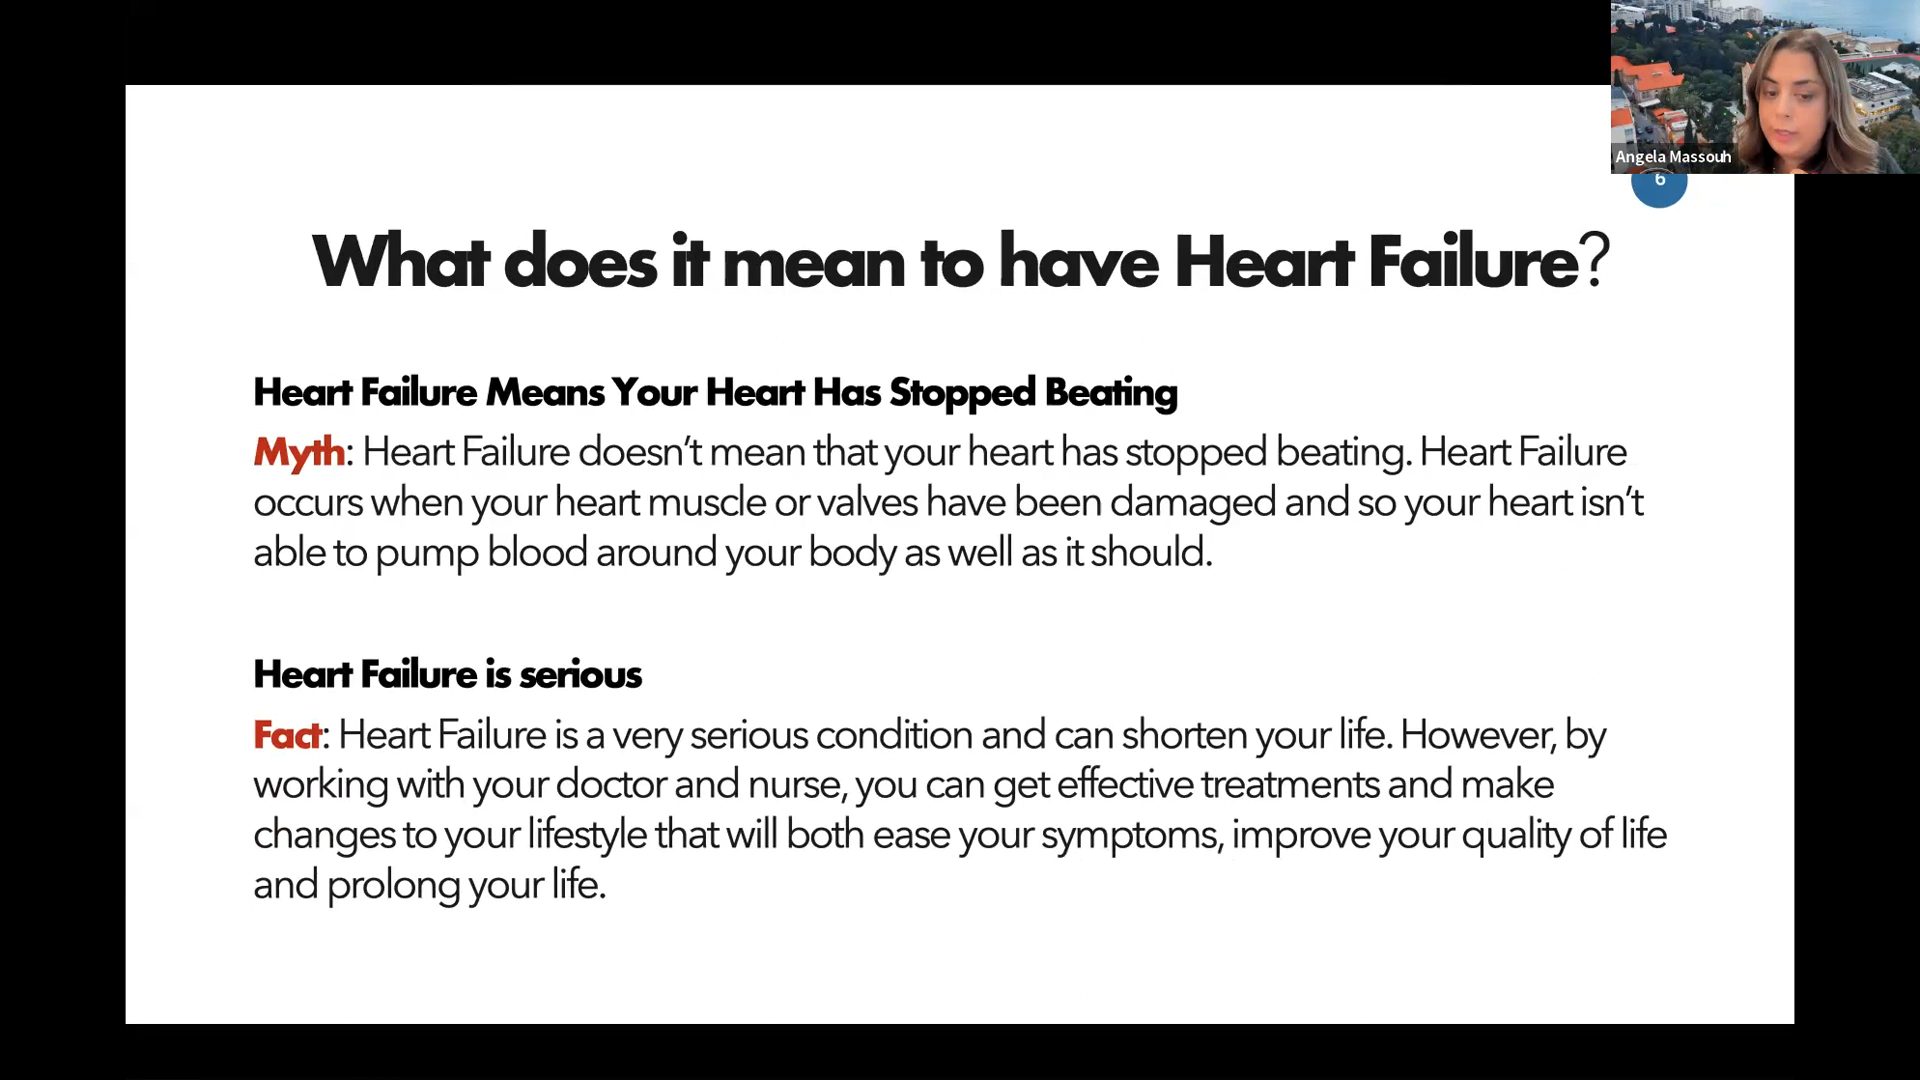 Angela Massouh
6
What does it mean to have Heart Failure?
Heart Failure Means Your Heart Has Stopped Beating
Myth: Heart Failure doesn’t mean that your heart has stopped beating. Heart Failure
occurs when your heart muscle or valves have been damaged and so your heart isn’t
able to pump blood around your body as well as it should.
Heart Failure is serious
Fact: Heart Failure is a very serious condition and can shorten your life. However, by
working with your doctor and nurse, you can get effective treatments and make
changes to your lifestyle that will both ease your symptoms, improve your quality of life
and prolong your life.